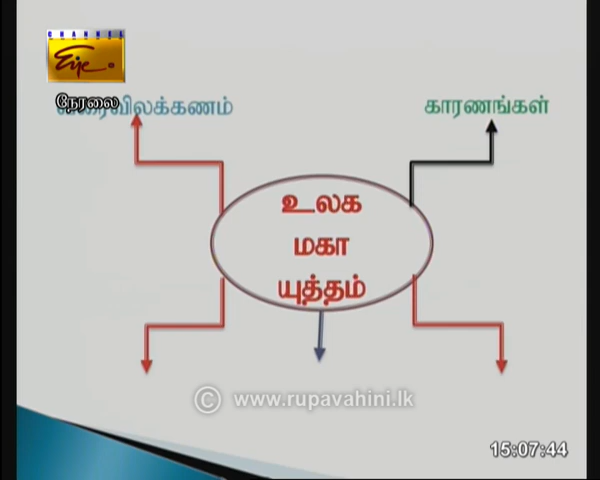 CHANNEL
Eye
நேரலை
காரணங்கள்
உலக
மகா
யுத்தம்
© www.rupavahini.lk
15:07:44